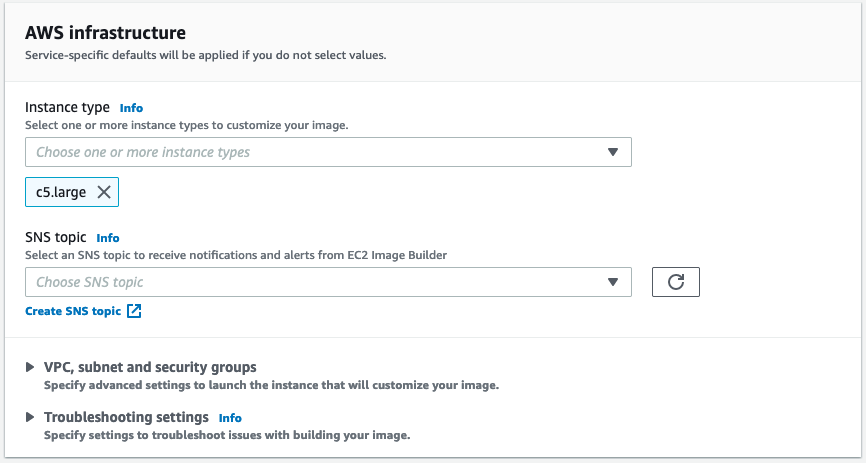 AWS infrastructure
Service-specific defaults will be applied if you do not select values.
Instance type Info
Select one or more instance types to customize your image.
Choose one or more instance types
c5.large
SNS topic Info
Select an SNS topic to receive notifications and alerts from EC2 Image Builder
Choose SNS topic
Create SNS topic
VPC, subnet and security groups
Specify advanced settings to launch the instance that will customize your image.
Troubleshooting settings Info
Specify settings to troubleshoot issues with building your image.